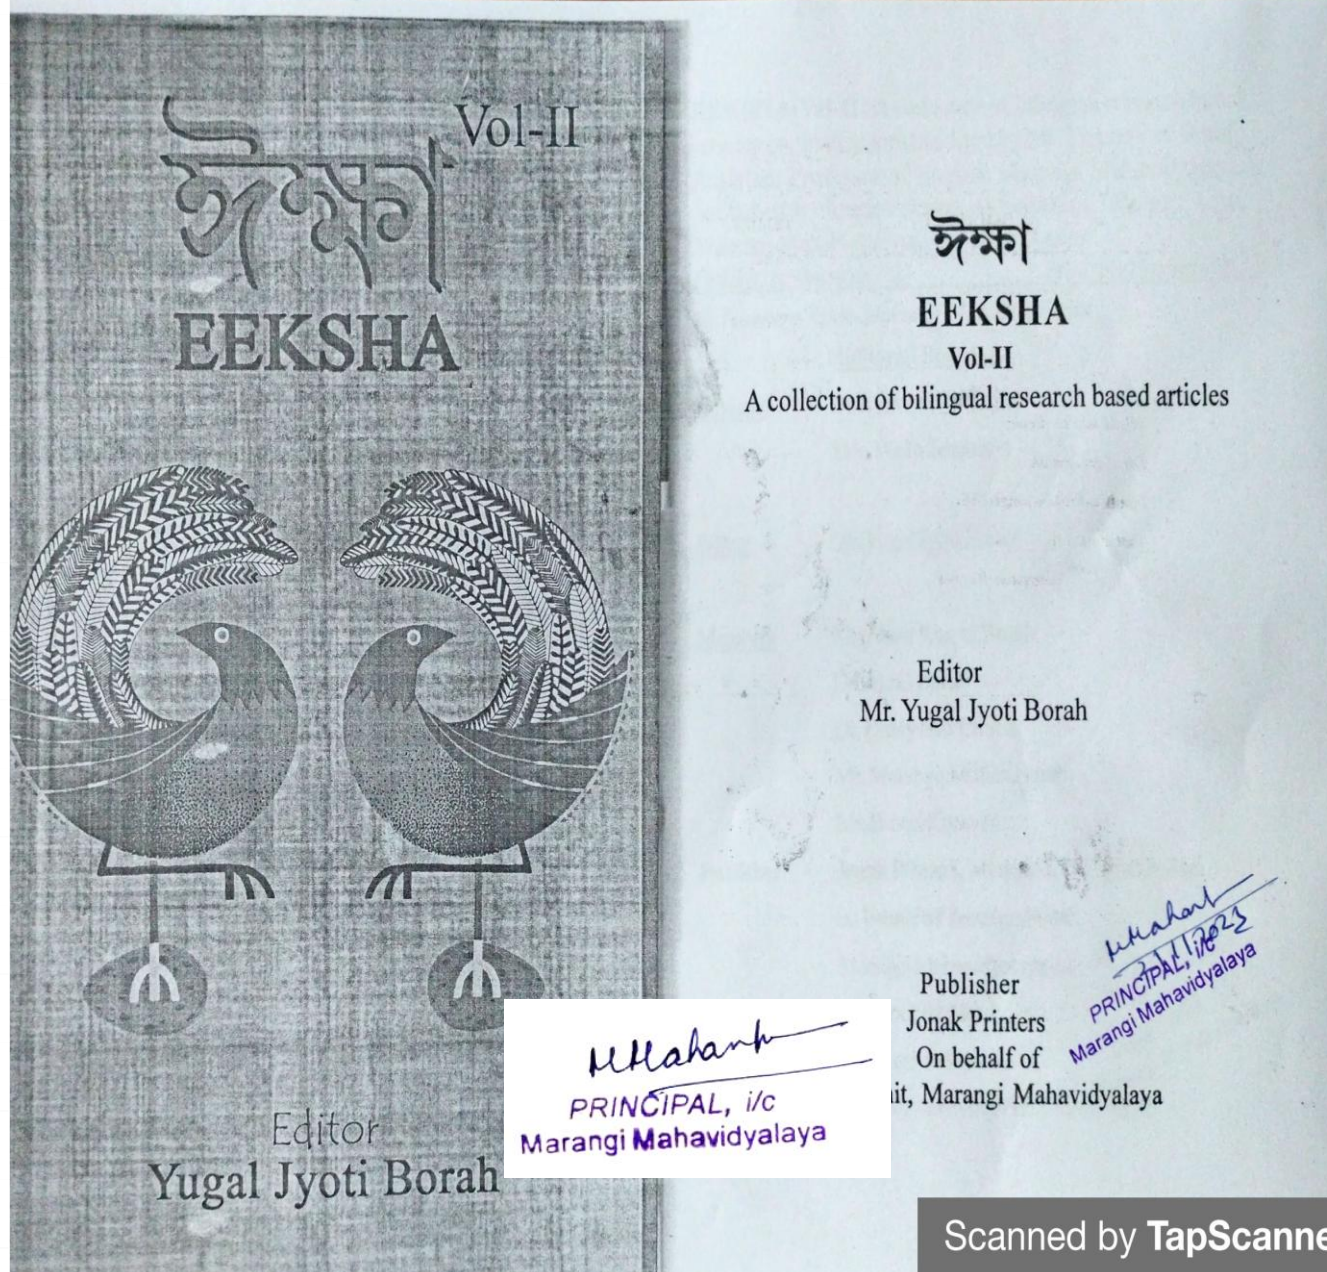 Vol-II
ঈক্ষা
EEKSHA
Editor
Yugal Jyoti Borah
ঈক্ষা
EEKSHA
Vol-II
A collection of bilingual research based articles
Editor
Mr. Yugal Jyoti Borah
Publisher
Jonak Printers
On behalf of
it, Marangi Mahavidyalaya
PRINCIPAL, i/c
Marangi Mahavidyalaya
MMahanta
PRINCIPAL, i/c
Marangi Mahavidyalaya
Scanned by TapScanne